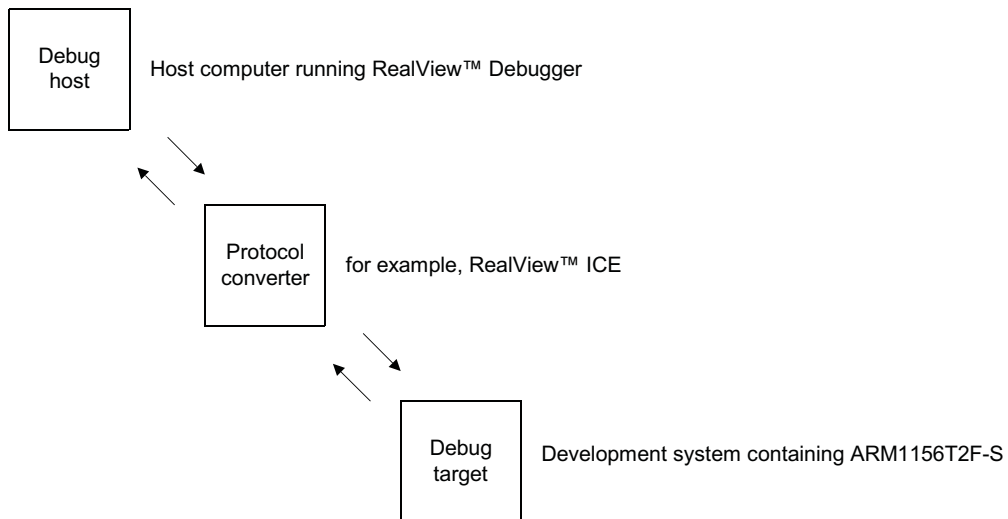 Debug
host
Host computer running RealView™ Debugger
Protocol
converter
for example, RealView™ ICE
Debug
target
Development system containing ARM1156T2F-S